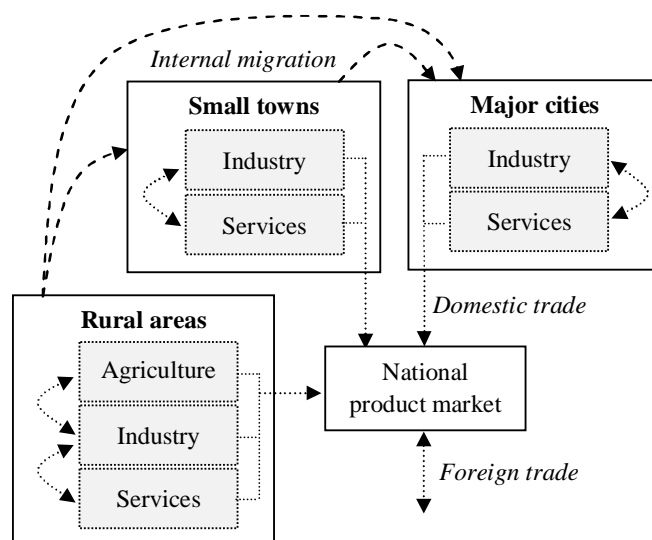 Internal migration
Small towns
Industry
Services
Major cities
Industry
Services
Domestic trade
Rural areas
Agriculture
Industry
Services
National
product market
Foreign trade